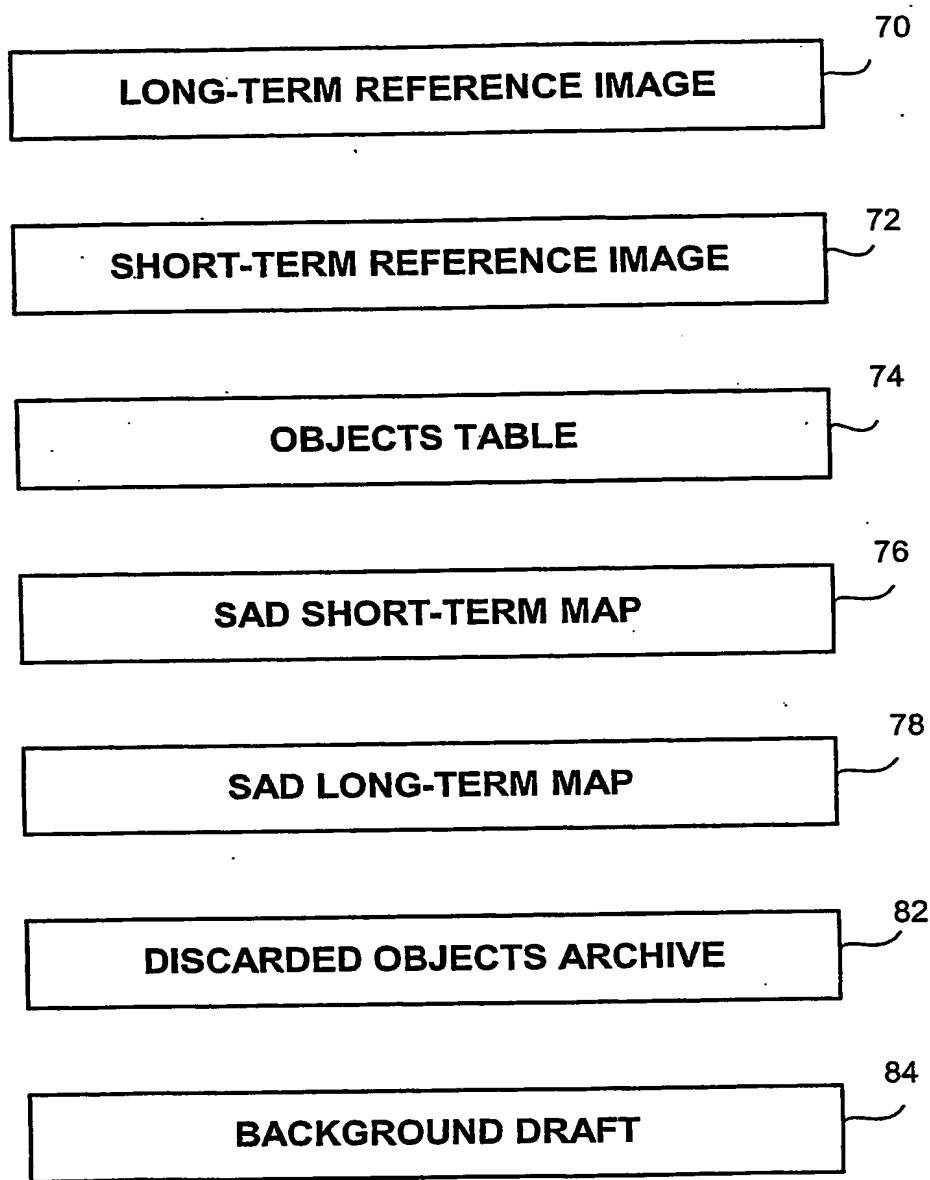 70
LONG-TERM REFERENCE IMAGE
72
SHORT-TERM REFERENCE IMAGE
74
OBJECTS TABLE
76
SAD SHORT-TERM MAP
78
SAD LONG-TERM MAP
82
DISCARDED OBJECTS ARCHIVE
84
BACKGROUND DRAFT